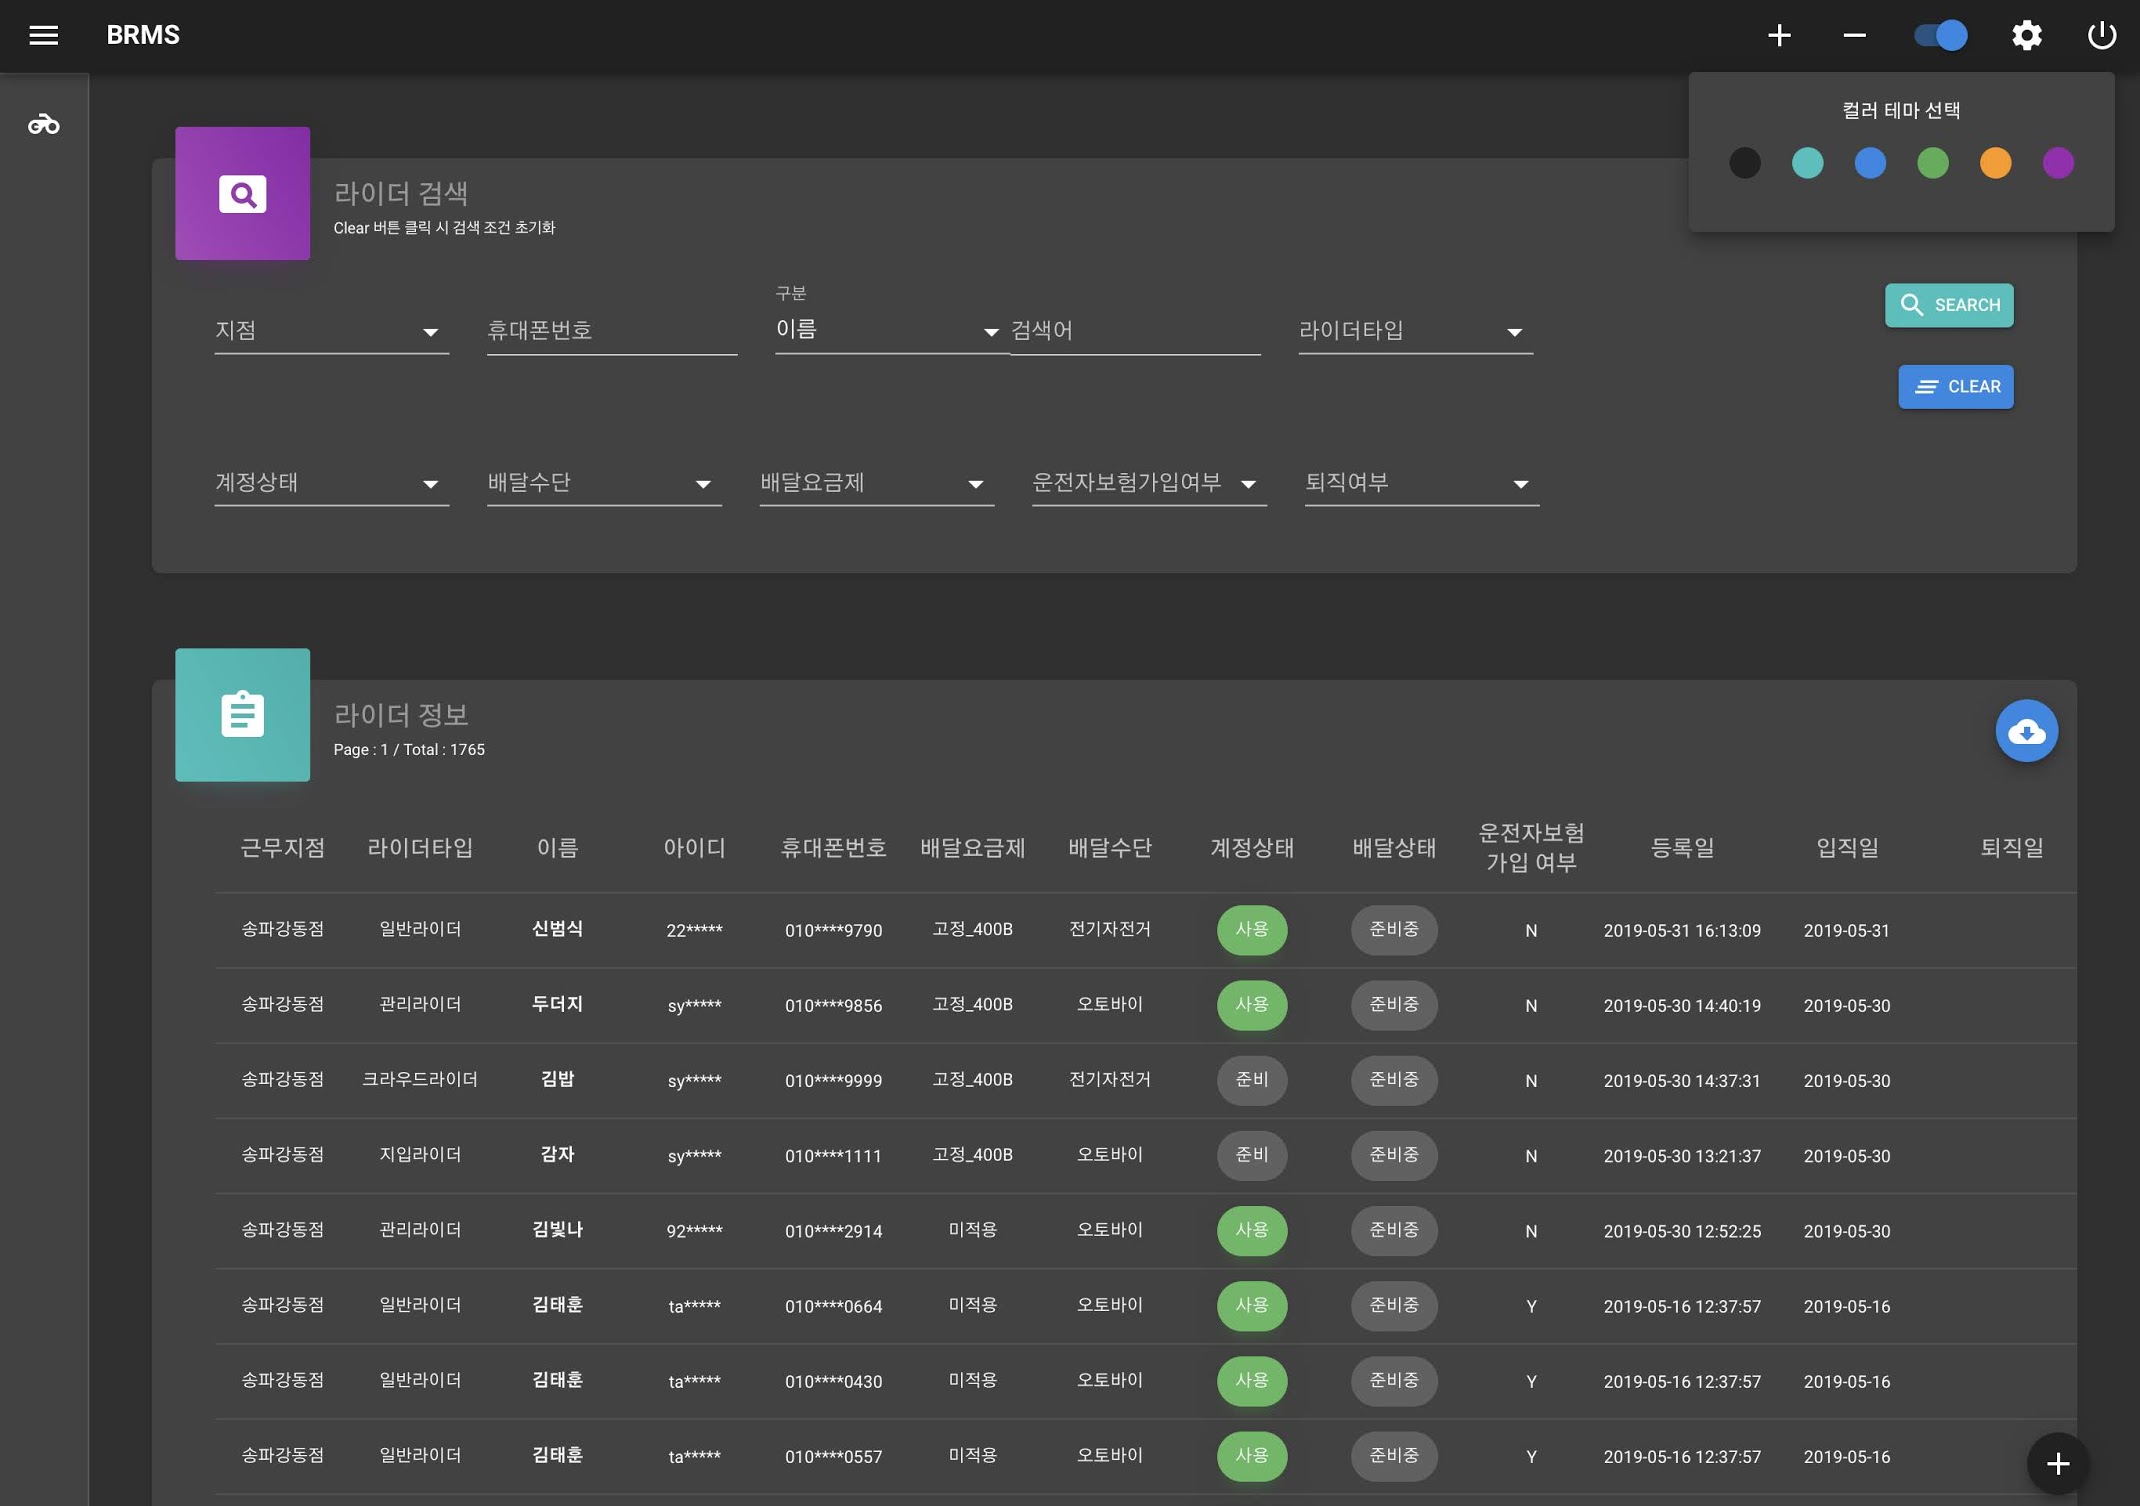 BRMS
컬러 테마 선택
라이더 검색
Clear 버튼 클릭 시 검색 조건 초기화
구분
지점 휴대폰번호 이름 검색어 라이더타입
SEARCH
CLEAR
계정상태 배달수단 배달요금제 운전자보험가입여부 퇴직여부
라이더 정보
Page : 1 / Total : 1765
근무지점 라이더타입 이름 아이디 휴대폰번호 배달요금제 배달수단 계정상태 배달상태 운전자보험 가입 여부 등록일 입직일 퇴직일
송파강동점 일반라이더 신범식 22***** 010****9790 고정_400B 전기자전거 사용 준비중 N 2019-05-31 16:13:09 2019-05-31
송파강동점 관리라이더 두더지 sy***** 010****9856 고정_400B 오토바이 사용 준비중 N 2019-05-30 14:40:19 2019-05-30
송파강동점 크라우드라이더 김밥 sy***** 010****9999 고정_400B 전기자전거 준비 준비중 N 2019-05-30 14:37:31 2019-05-30
송파강동점 지입라이더 감자 sy***** 010****1111 고정_400B 오토바이 준비 준비중 N 2019-05-30 13:21:37 2019-05-30
송파강동점 관리라이더 김빛나 92***** 010****2914 미적용 오토바이 사용 준비중 N 2019-05-30 12:52:25 2019-05-30
송파강동점 일반라이더 김태훈 ta***** 010****0664 미적용 오토바이 사용 준비중 Y 2019-05-16 12:37:57 2019-05-16
송파강동점 일반라이더 김태훈 ta***** 010****0430 미적용 오토바이 사용 준비중 Y 2019-05-16 12:37:57 2019-05-16
송파강동점 일반라이더 김태훈 ta***** 010****0557 미적용 오토바이 사용 준비중 Y 2019-05-16 12:37:57 2019-05-16